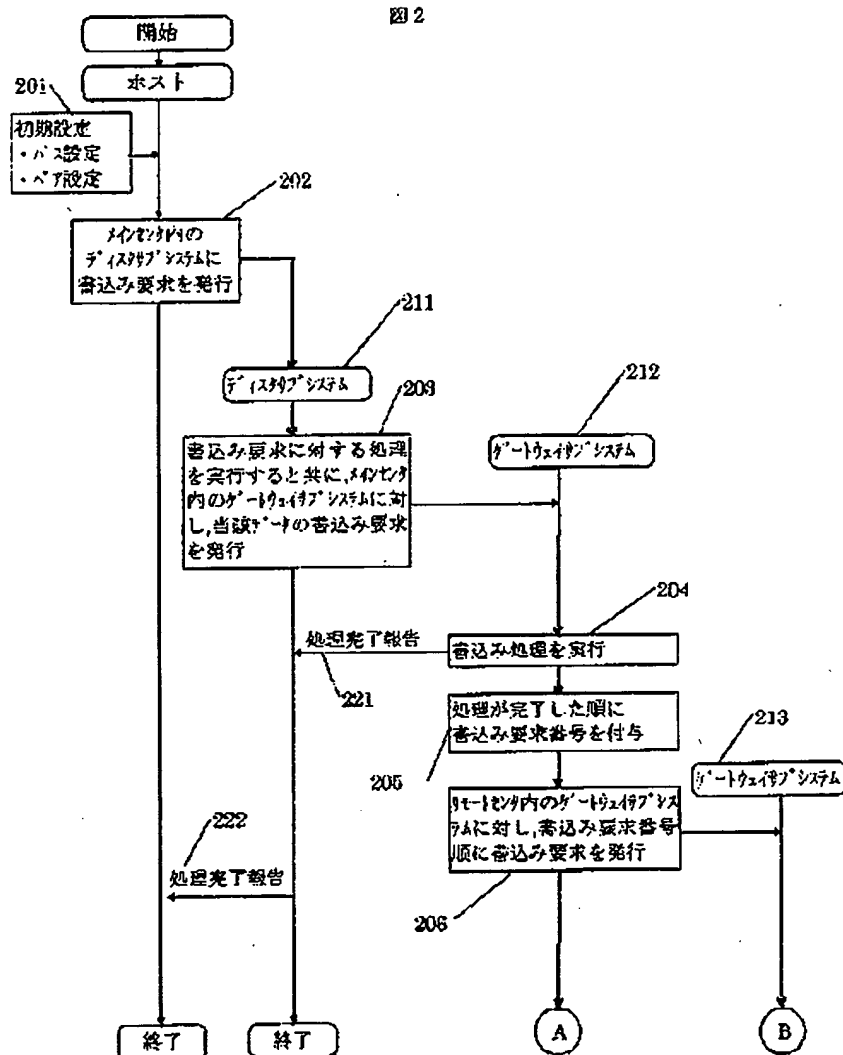 図2
開始
ホスト
201
初期設定
・パス設定
・ペア設定
202
メインセンタ内の
ディスクサブシステムに
書込み要求を発行
211
ディスクサブシステム
203
書込み要求に対する処理
を実行すると共に,メインセンタ
内のゲートウェイサブシステムに対
し,当該データの書込み要求
を発行
212
ゲートウェイサブシステム
204
書込み処理を実行
処理完了報告
221
処理が完了した順に
書込み要求番号を付与
205
213
ゲートウェイサブシステム
リモートセンタ内のゲートウェイサブシス
テムに対し,書込み要求番号
順に書込み要求を発行
206
222
処理完了報告
終了
終了
A
B